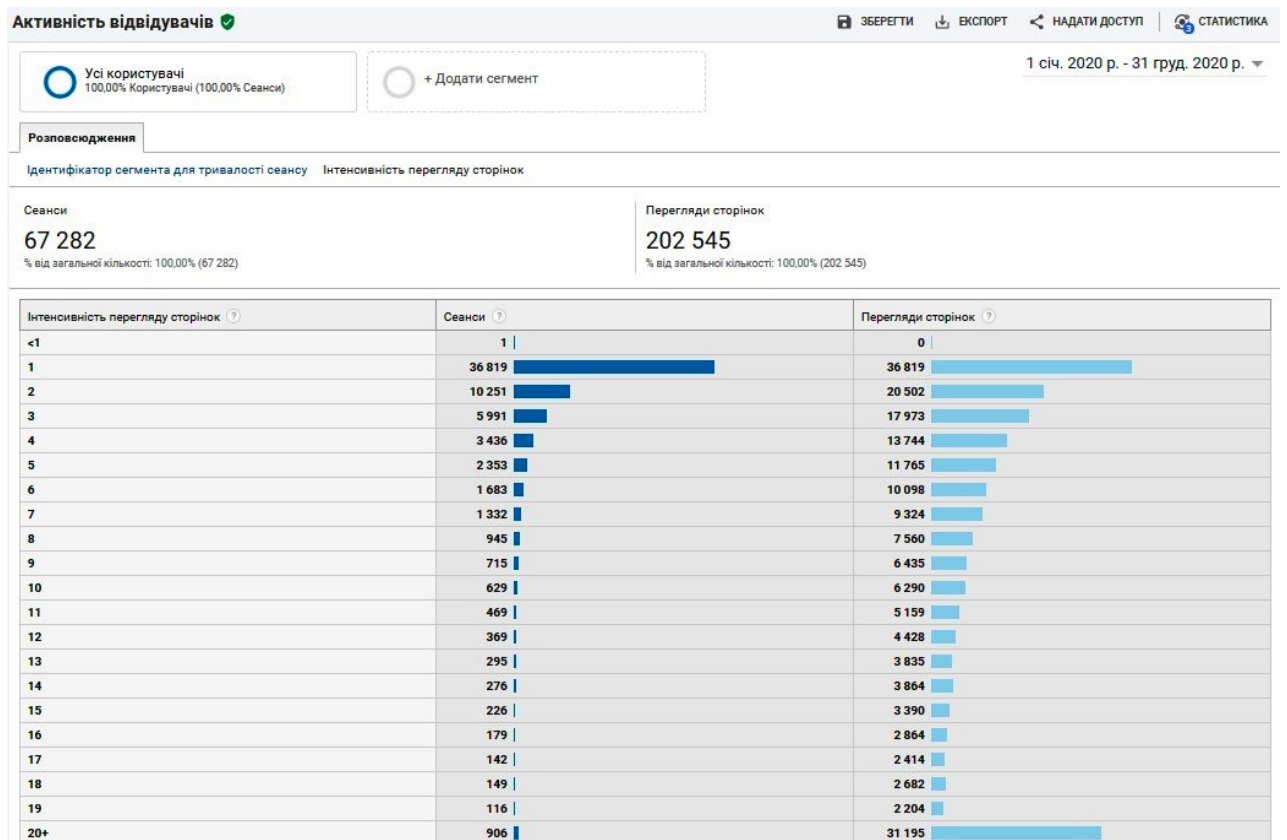 Активність відвідувачів
ЗБЕРЕГТИ ЕКСПОРТ НАДАТИ ДОСТУП 3 СТАТИСТИКА
Усі користувачі
100,00% Користувачі (100,00% Сеанси)
+ Додати сегмент
1 січ. 2020 р. - 31 груд. 2020 р.
Розповсюдження
Ідентифікатор сегмента для тривалості сеансу Інтенсивність перегляду сторінок
Сеанси
67 282
% від загальної кількості: 100,00% (67 282)
Перегляди сторінок
202 545
% від загальної кількості: 100,00% (202 545)
Інтенсивність перегляду сторінок ? Сеанси ? Перегляди сторінок ?
<1 1 0
1 36 819 36 819
2 10 251 20 502
3 5 991 17 973
4 3 436 13 744
5 2 353 11 765
6 1 683 10 098
7 1 332 9 324
8 945 7 560
9 715 6 435
10 629 6 290
11 469 5 159
12 369 4 428
13 295 3 835
14 276 3 864
15 226 3 390
16 179 2 864
17 142 2 414
18 149 2 682
19 116 2 204
20+ 906 31 195